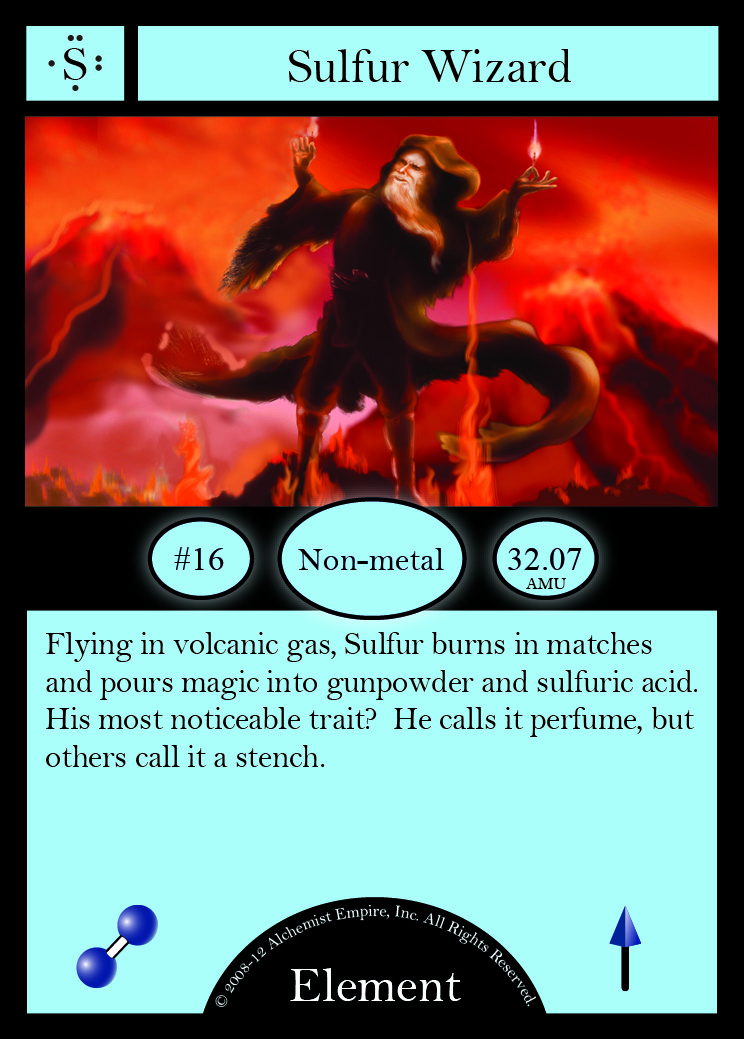 S
Sulfur Wizard
#16
Non-metal
32.07
AMU
Flying in volcanic gas, Sulfur burns in matches
and pours magic into gunpowder and sulfuric acid.
His most noticeable trait?  He calls it perfume, but
others call it a stench.
© 2008-12 Alchemist Empire, Inc. All Rights Reserved.
Element